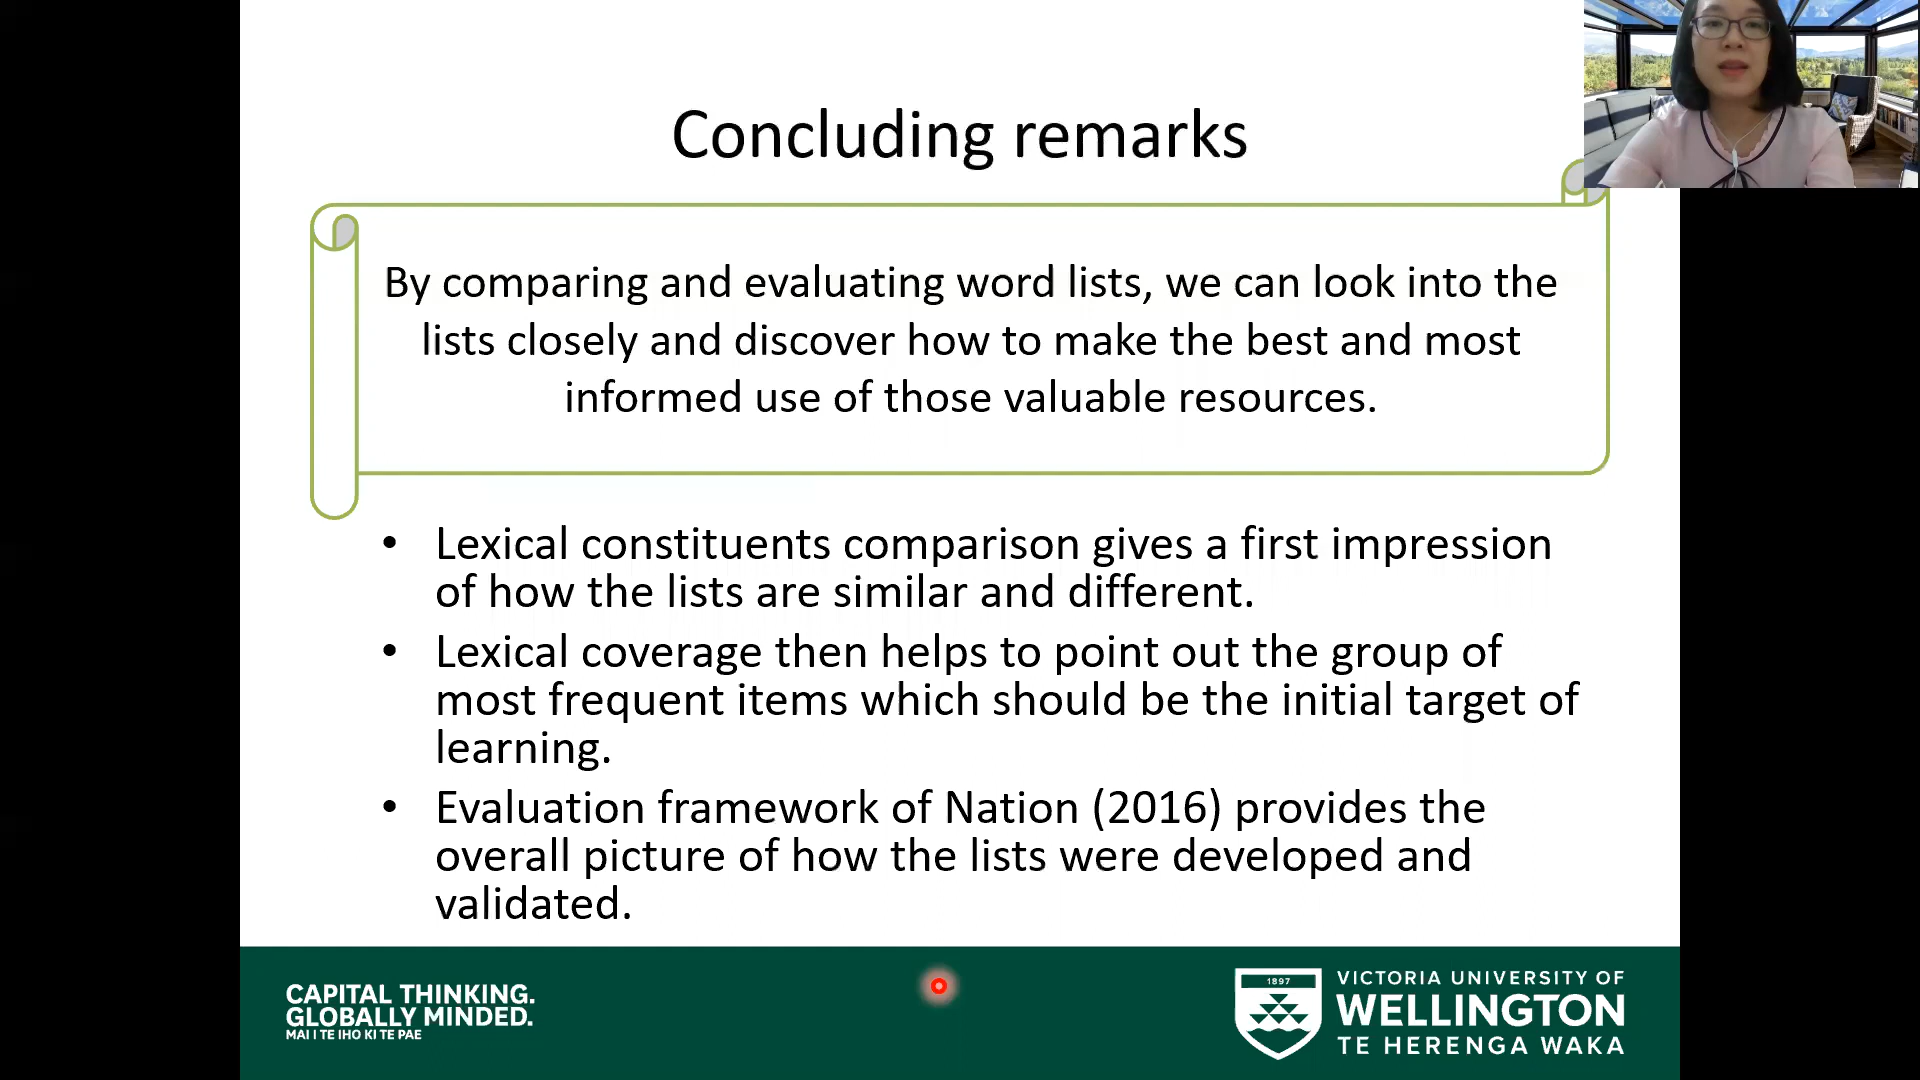 Concluding remarks
By comparing and evaluating word lists, we can look into the
lists closely and discover how to make the best and most
informed use of those valuable resources.
• Lexical constituents comparison gives a first impression
of how the lists are similar and different.
• Lexical coverage then helps to point out the group of
most frequent items which should be the initial target of
learning.
• Evaluation framework of Nation (2016) provides the
overall picture of how the lists were developed and
validated.
CAPITAL THINKING.
GLOBALLY MINDED.
MAI I TE IHO KI TE PAE
1897
VICTORIA UNIVERSITY OF
WELLINGTON
TE HERENGA WAKA